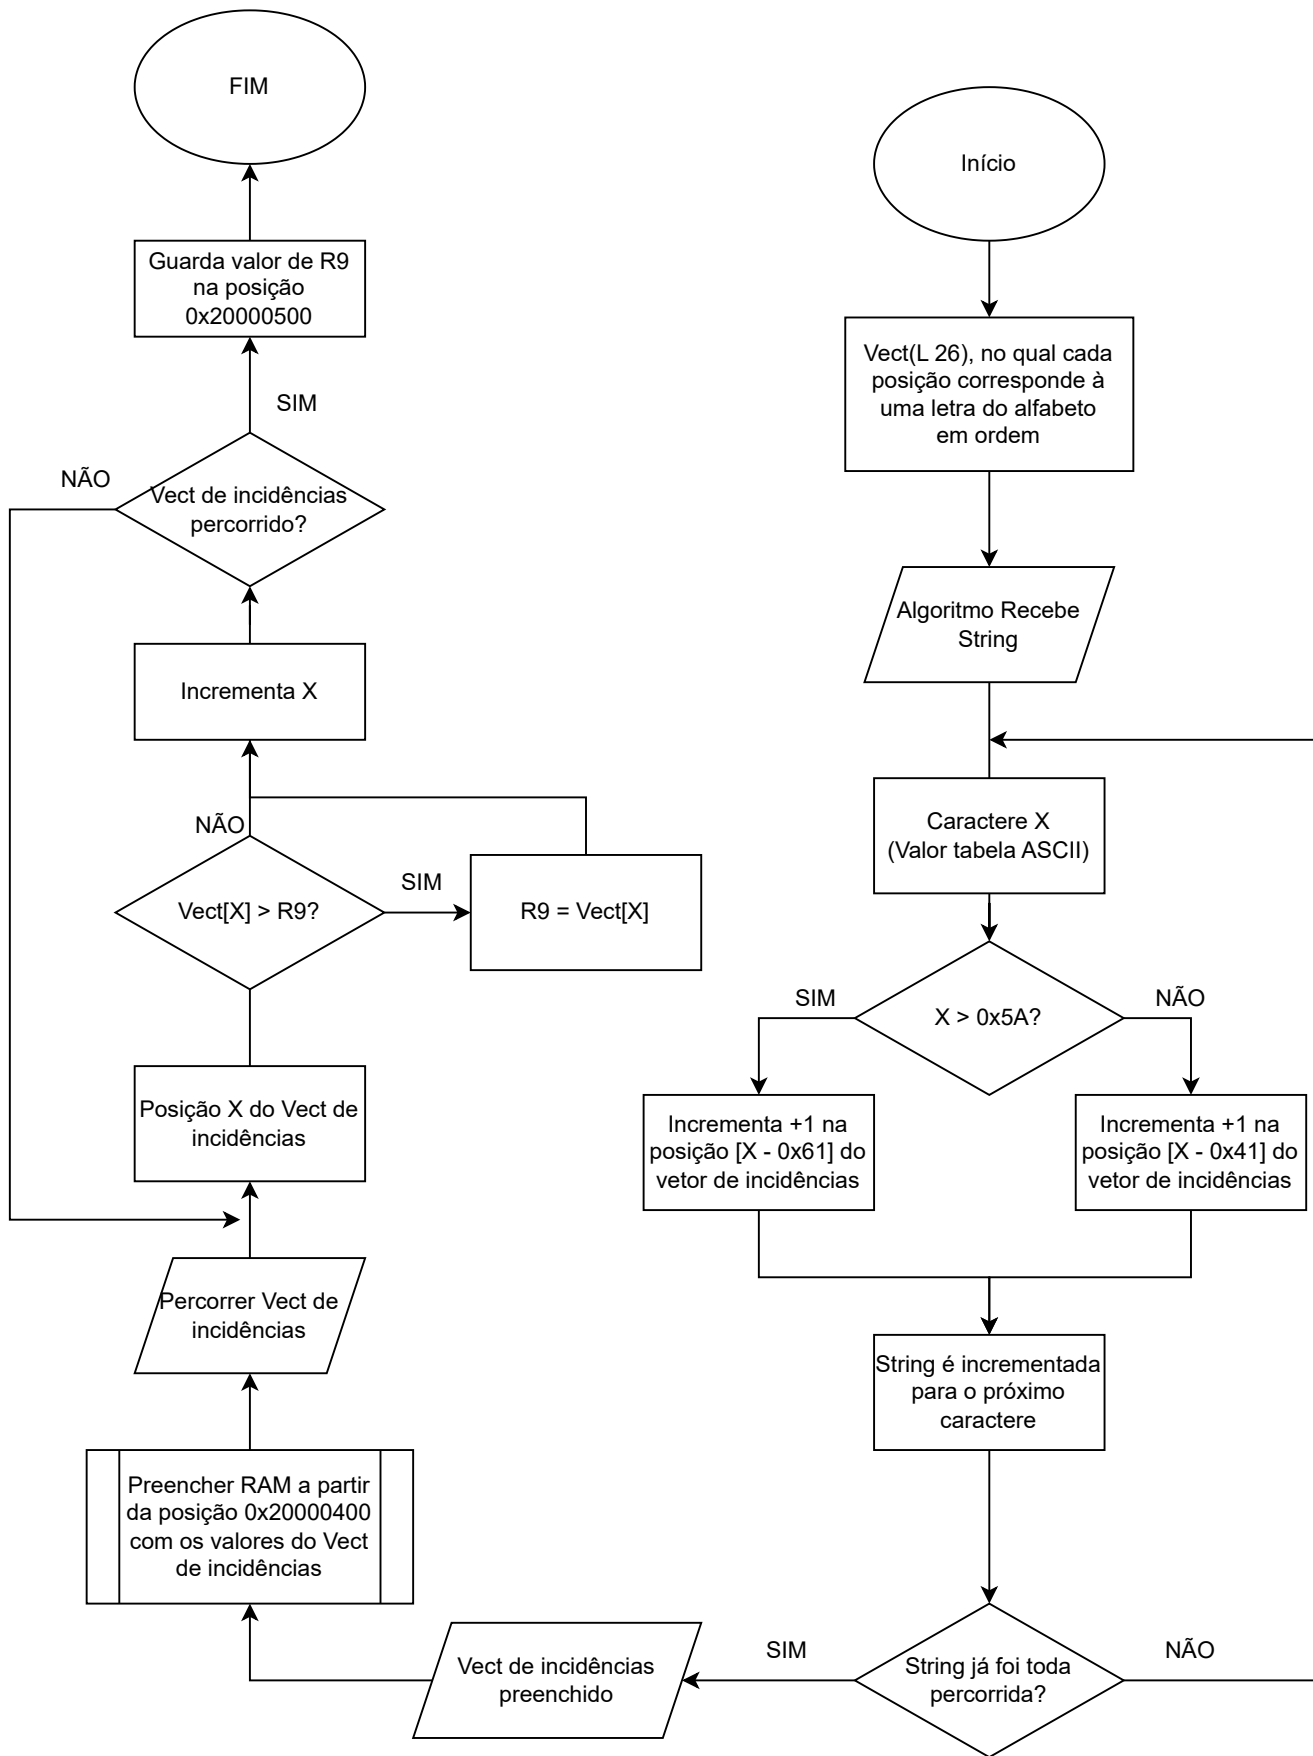 Início
Vect(L 26), no qual cada
posição corresponde à
uma letra do alfabeto
em ordem
Algoritmo Recebe
String
Caractere X
(Valor tabela ASCII)
X > 0x5A?
SIM
NÃO
Incrementa +1 na
posição [X - 0x61] do
vetor de incidências
Incrementa +1 na
posição [X - 0x41] do
vetor de incidências
String é incrementada
para o próximo
caractere
String já foi toda
percorrida?
NÃO
SIM
Vect de incidências
preenchido
Preencher RAM a partir
da posição 0x20000400
com os valores do Vect
de incidências
Percorrer Vect de
incidências
Posição X do Vect de
incidências
Vect[X] > R9?
SIM
R9 = Vect[X]
NÃO
Incrementa X
Vect de incidências
percorrido?
NÃO
SIM
Guarda valor de R9
na posição
0x20000500
FIM